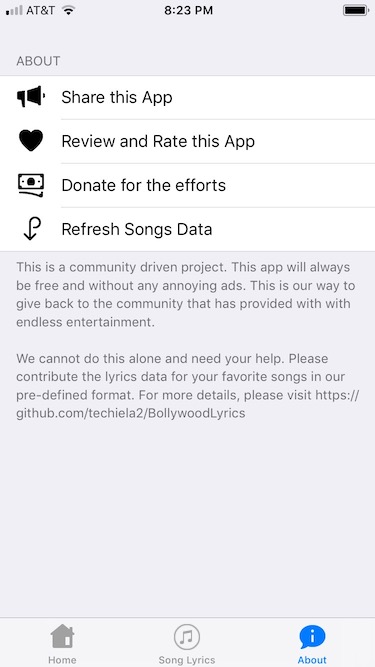 AT&T 8:23 PM
ABOUT
Share this App
Review and Rate this App
Donate for the efforts
Refresh Songs Data
This is a community driven project. This app will always
be free and without any annoying ads. This is our way to
give back to the community that has provided with with
endless entertainment.
We cannot do this alone and need your help. Please
contribute the lyrics data for your favorite songs in our
pre-defined format. For more details, please visit https://
github.com/techiela2/BollywoodLyrics
Home Song Lyrics About